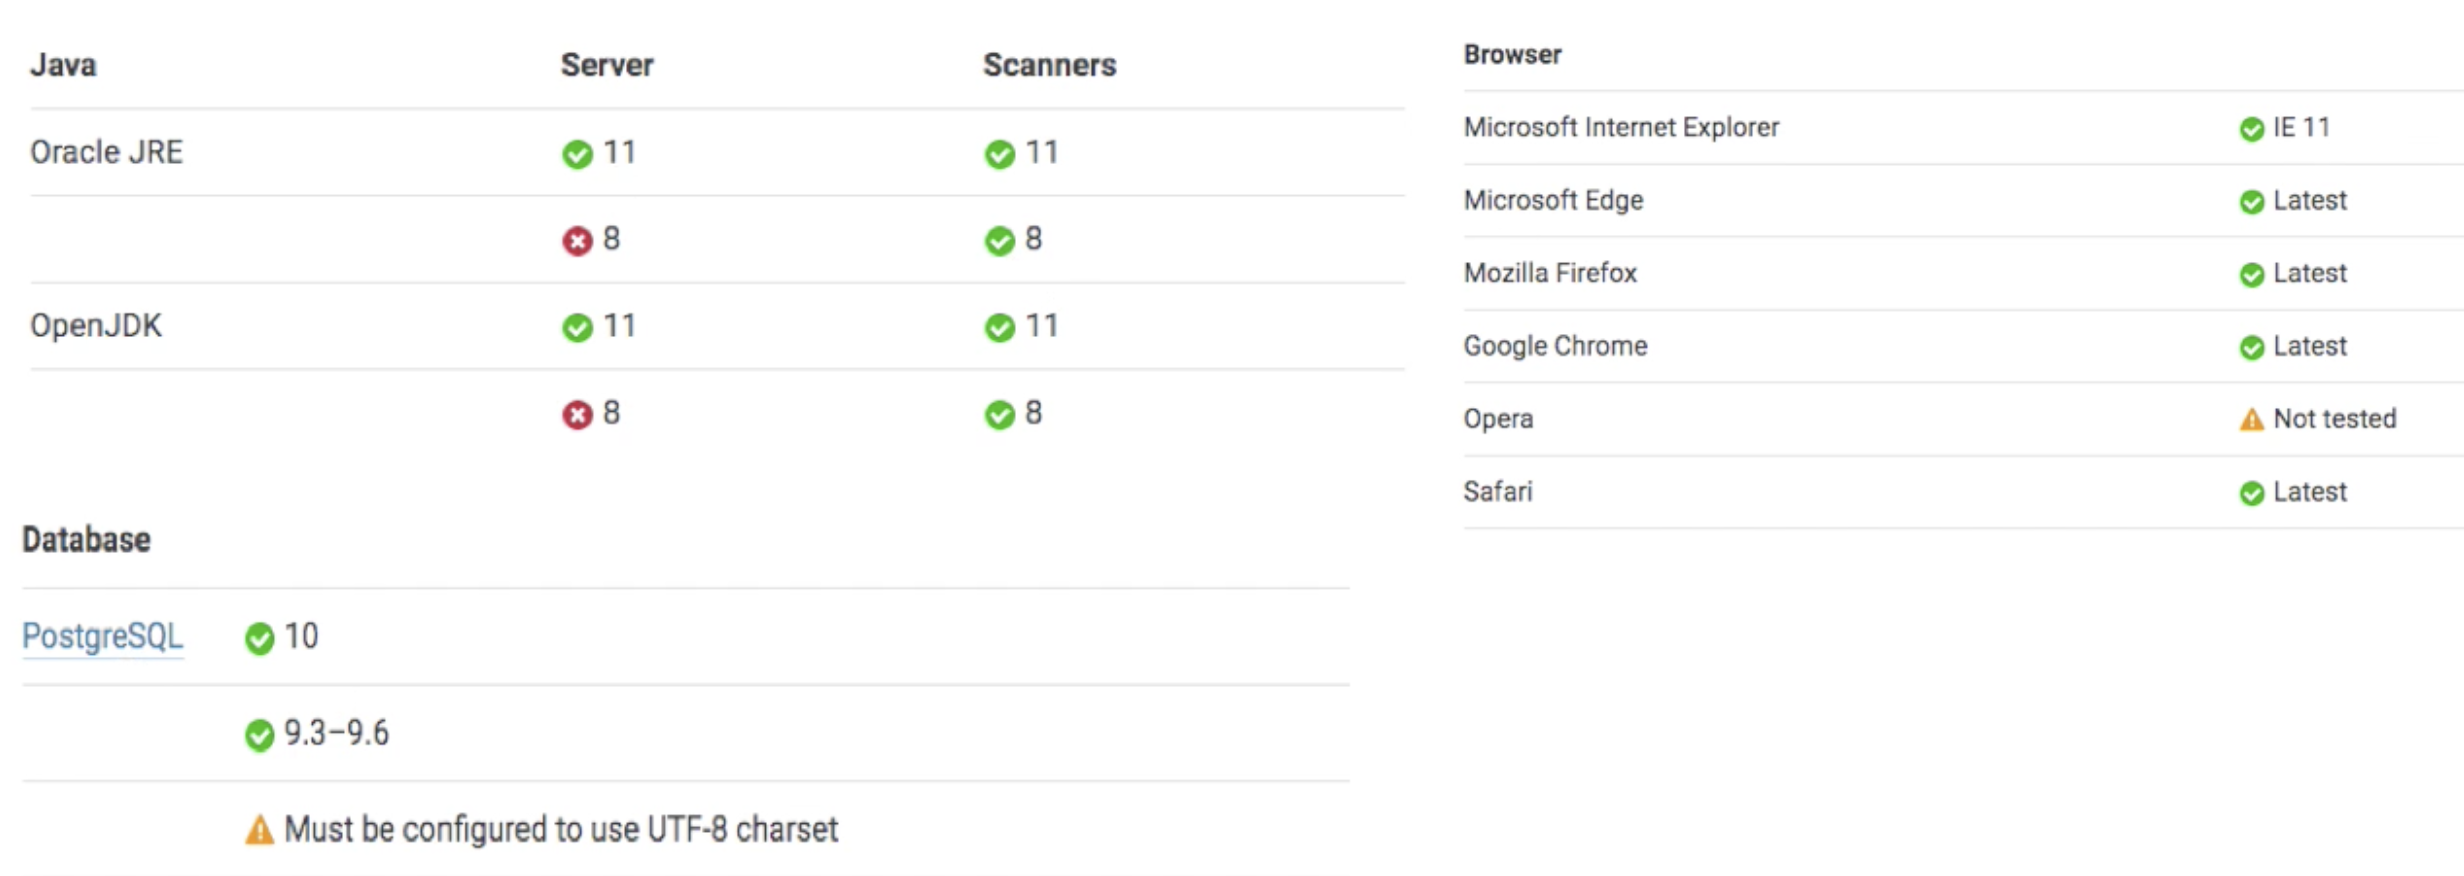 Java Server Scanners
Oracle JRE 11 11
8 8
OpenJDK 11 11
8 8
Database
PostgreSQL 10
9.3–9.6
Must be configured to use UTF-8 charset
Browser
Microsoft Internet Explorer IE 11
Microsoft Edge Latest
Mozilla Firefox Latest
Google Chrome Latest
Opera Not tested
Safari Latest